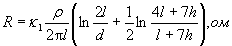 R = κ₁ ρ/(2πl) (ln 2l/d + 1/2 ln (4l + 7h)/(l + 7h)), ом